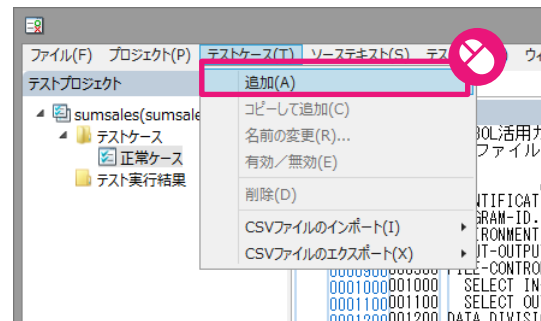 ファイル(F) プロジェクト(P) テストケース(T) ソーステキスト(S) テス
テストプロジェクト
sumsales(sumsale
テストケース
正常ケース
テスト実行結果
追加(A)
コピーして追加(C)
名前の変更(R)...
有効/無効(E)
削除(D)
CSVファイルのインポート(I)
CSVファイルのエクスポート(X)
OL活用
ファイル
NTIFICAT
GRAM-ID.
IRONMENT
UT-OUTPU
0000900000900 FILE-CONTRO
0001000001000 SELECT IN
0001100001100 SELECT OU
0001200001200 DATA DIVISI